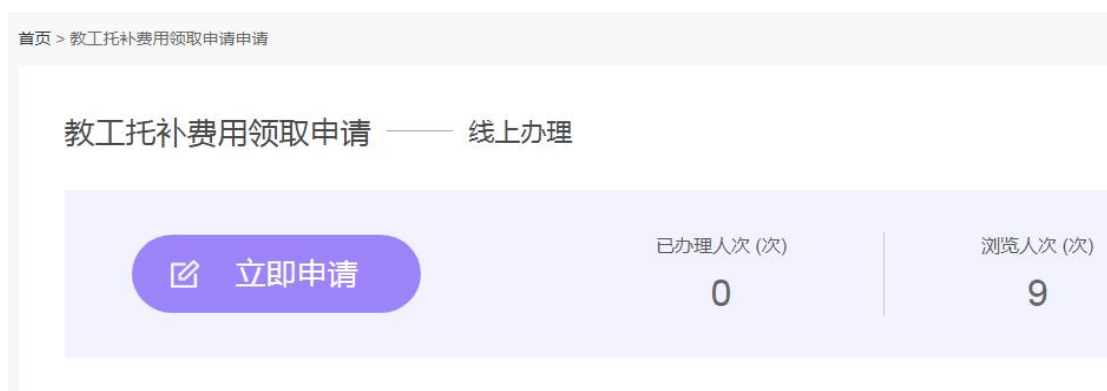 首页 > 教工托补费用领取申请申请
教工托补费用领取申请 —— 线上办理
立即申请
已办理人次 (次)
浏览人次 (次)
0
9